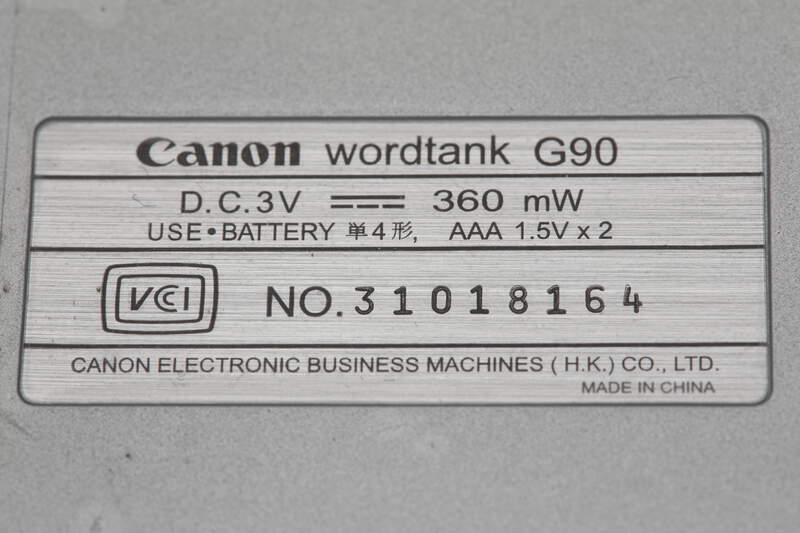 Canon wordtank G90
D.C.3V ⎓ 360 mW
USE・BATTERY 単4形, AAA 1.5V x 2
VCI NO.31018164
CANON ELECTRONIC BUSINESS MACHINES ( H.K.) CO., LTD.
MADE IN CHINA